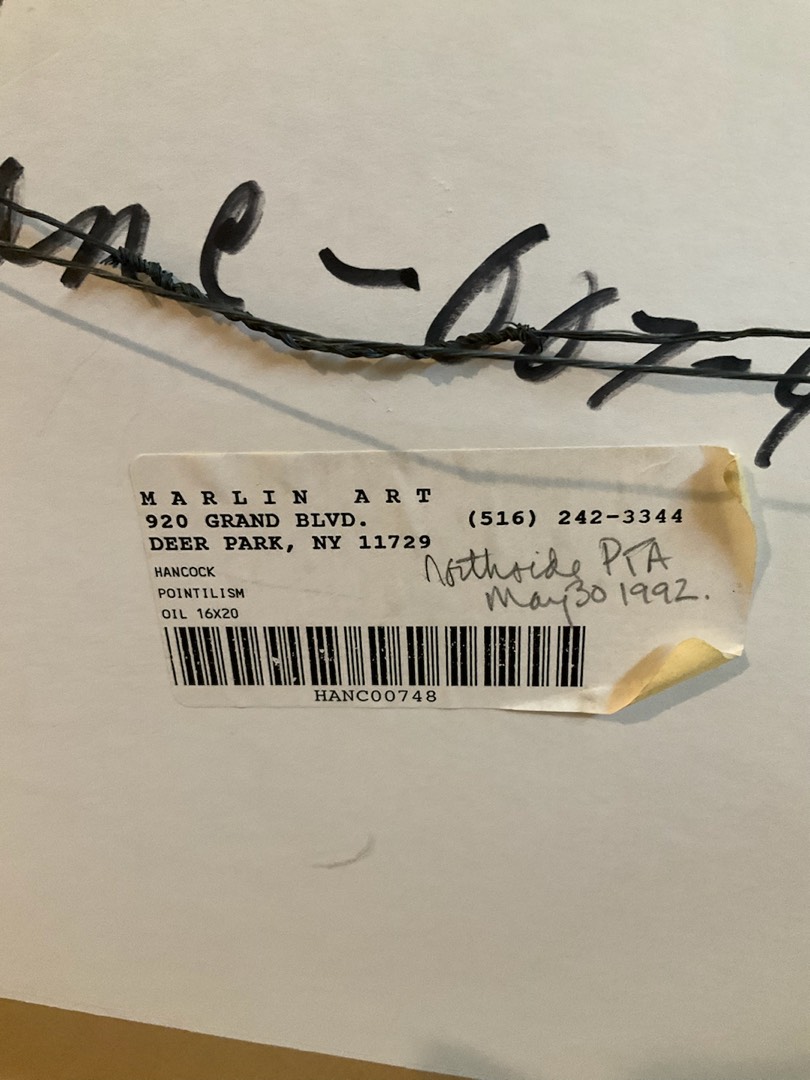 MARLIN ART
920 GRAND BLVD. (516) 242-3344
DEER PARK, NY 11729
HANCOCK
Northside PTA
POINTILISM
May 30 1992.
OIL 16X20
HANC00748